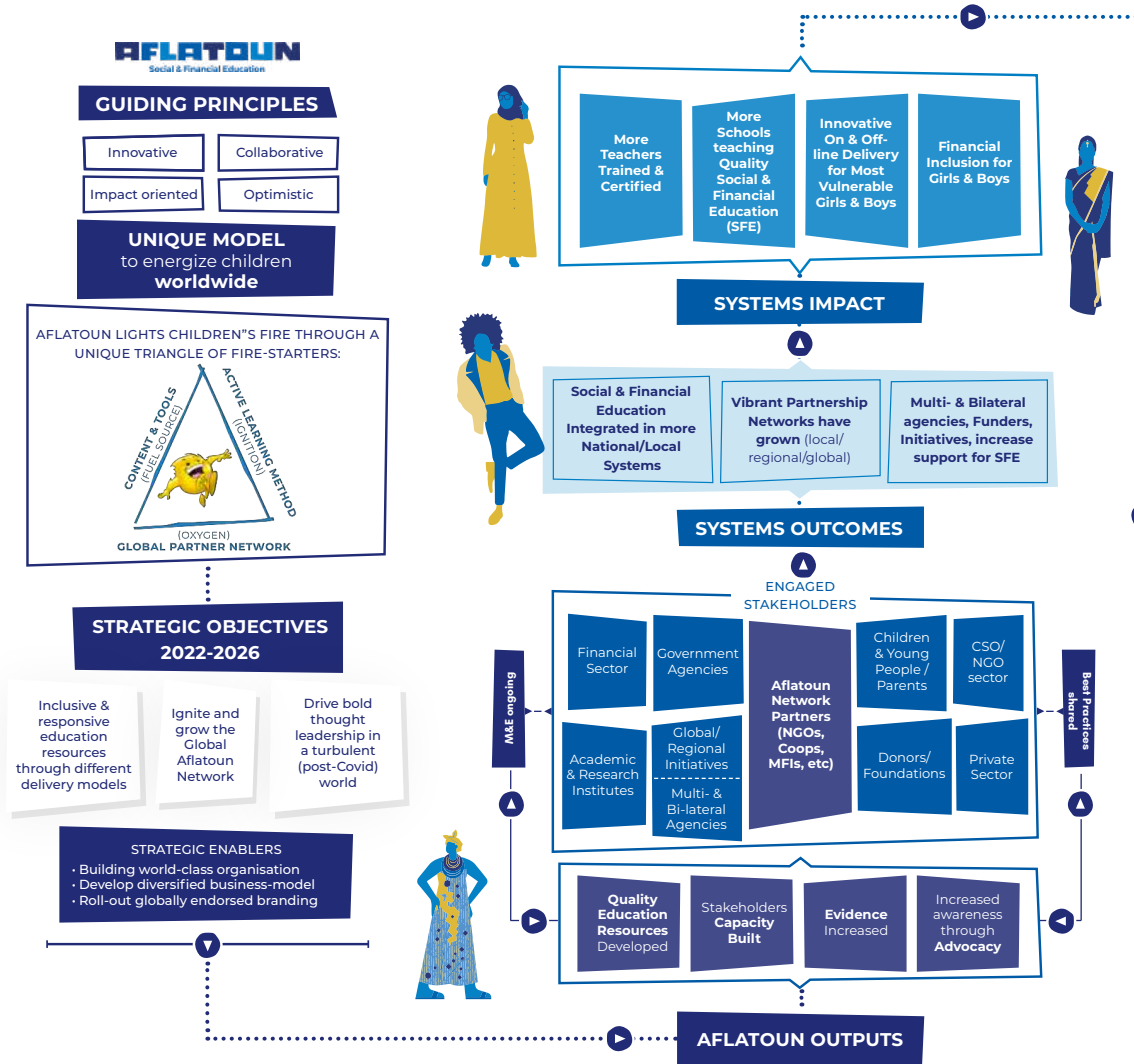 AFLATOUN
Social & Financial Education
GUIDING PRINCIPLES
Innovative
Collaborative
Impact oriented
Optimistic
UNIQUE MODEL
to energize children
worldwide
AFLATOUN LIGHTS CHILDREN"S FIRE THROUGH A
UNIQUE TRIANGLE OF FIRE-STARTERS:
CONTENT & TOOLS
(FUEL SOURCE)
ACTIVE LEARNING METHOD
(IGNITION)
(OXYGEN)
GLOBAL PARTNER NETWORK
STRATEGIC OBJECTIVES
2022-2026
Inclusive &
responsive
education
resources
through different
delivery models
Ignite and
grow the
Global
Aflatoun
Network
Drive bold
thought
leadership in
a turbulent
(post-Covid)
world
STRATEGIC ENABLERS
• Building world-class organisation
• Develop diversified business-model
• Roll-out globally endorsed branding
More
Teachers
Trained &
Certified
More
Schools
teaching
Quality
Social &
Financial
Education
(SFE)
Innovative
On & Off-
line Delivery
for Most
Vulnerable
Girls & Boys
Financial
Inclusion for
Girls & Boys
SYSTEMS IMPACT
Social & Financial
Education
Integrated in more
National/Local
Systems
Vibrant Partnership
Networks have
grown (local/
regional/global)
Multi- & Bilateral
agencies, Funders,
Initiatives, increase
support for SFE
SYSTEMS OUTCOMES
ENGAGED
STAKEHOLDERS
Financial
Sector
Government
Agencies
Aflatoun
Network
Partners
(NGOs,
Coops,
MFIs, etc)
Children
& Young
People /
Parents
CSO/
NGO
sector
Academic
& Research
Institutes
Global/
Regional
Initiatives
Multi- &
Bi-lateral
Agencies
Donors/
Foundations
Private
Sector
M&E ongoing
Best Practices
shared
Quality
Education
Resources
Developed
Stakeholders
Capacity
Built
Evidence
Increased
Increased
awareness
through
Advocacy
AFLATOUN OUTPUTS